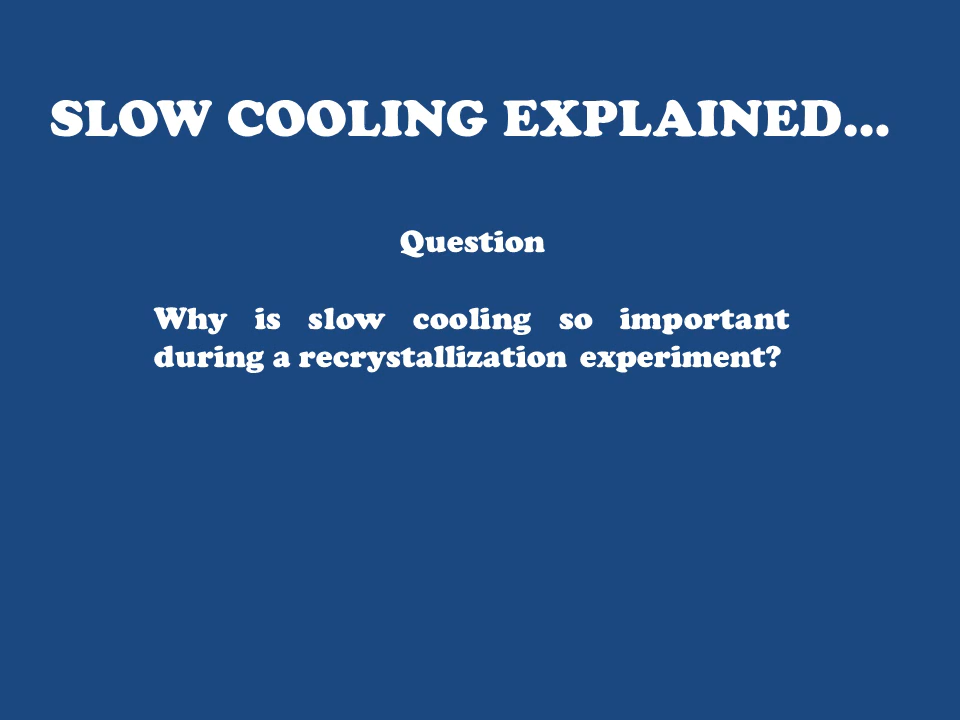 SLOW COOLING EXPLAINED...
Question
Why is slow cooling so important
during a recrystallization experiment?